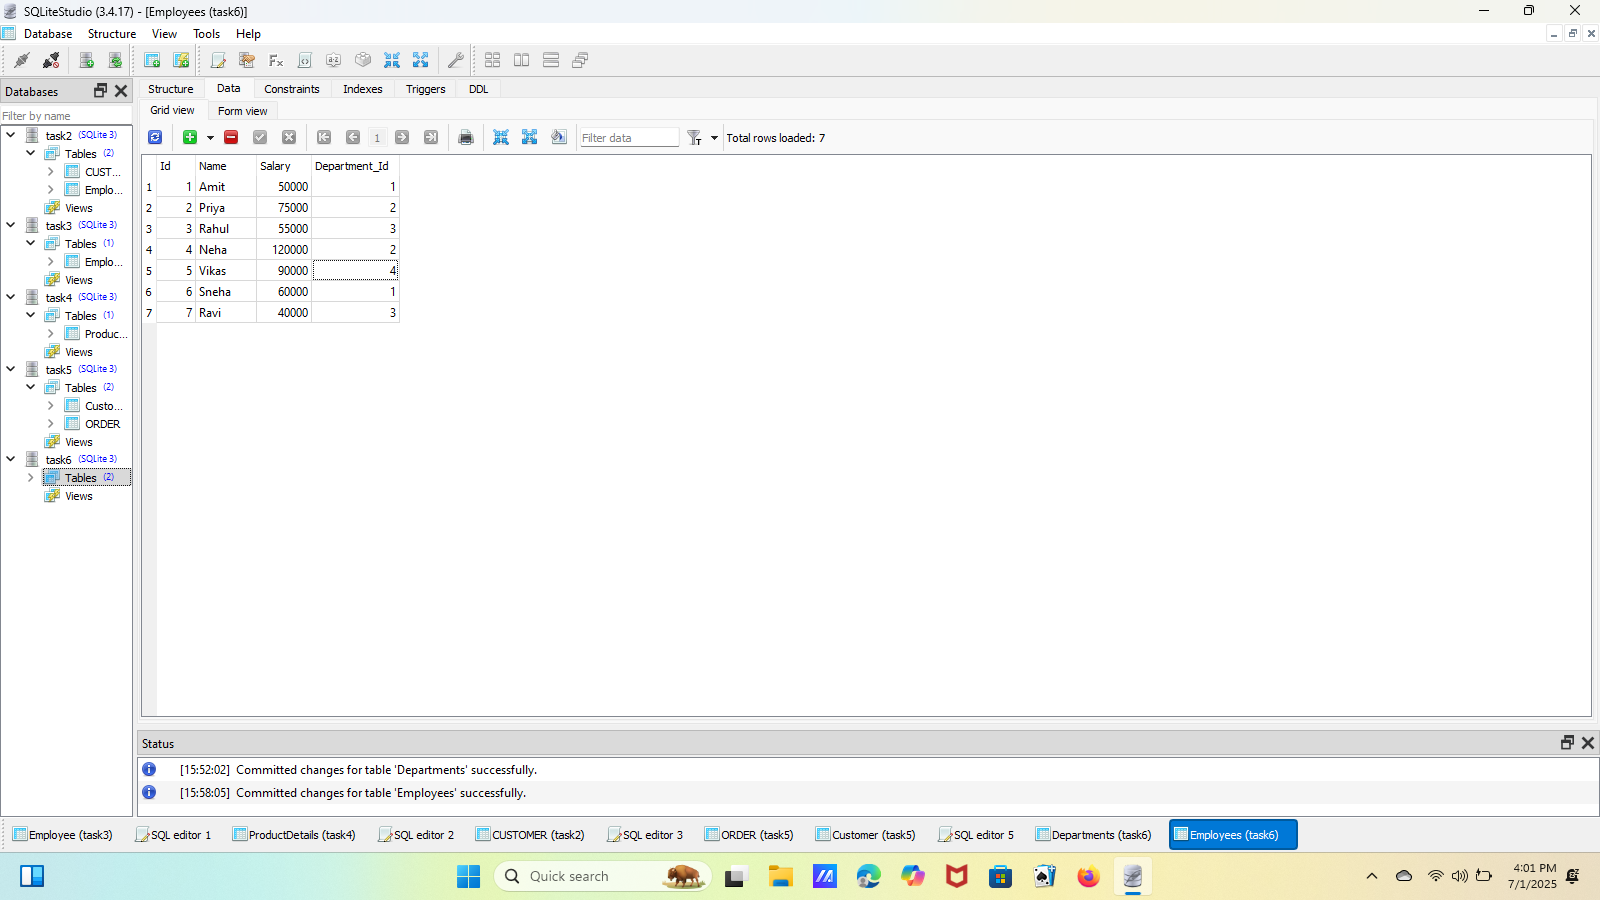 SQLiteStudio (3.4.17) - [Employees (task6)]
Database Structure View Tools Help
Databases
Filter by name
task2 (SQLite 3)
Tables (2)
CUST...
Emplo...
Views
task3 (SQLite 3)
Tables (1)
Emplo...
Views
task4 (SQLite 3)
Tables (1)
Produc...
Views
task5 (SQLite 3)
Tables (2)
Custo...
ORDER
Views
task6 (SQLite 3)
Tables (2)
Views
Structure Data Constraints Indexes Triggers DDL
Grid view Form view
1 Filter data Total rows loaded: 7
Id Name Salary Department_Id
1 1 Amit 50000 1
2 2 Priya 75000 2
3 3 Rahul 55000 3
4 4 Neha 120000 2
5 5 Vikas 90000 4
6 6 Sneha 60000 1
7 7 Ravi 40000 3
Status
[15:52:02] Committed changes for table 'Departments' successfully.
[15:58:05] Committed changes for table 'Employees' successfully.
Employee (task3) SQL editor 1 ProductDetails (task4) SQL editor 2 CUSTOMER (task2) SQL editor 3 ORDER (task5) Customer (task5) SQL editor 5 Departments (task6) Employees (task6)
Quick search
4:01 PM
7/1/2025